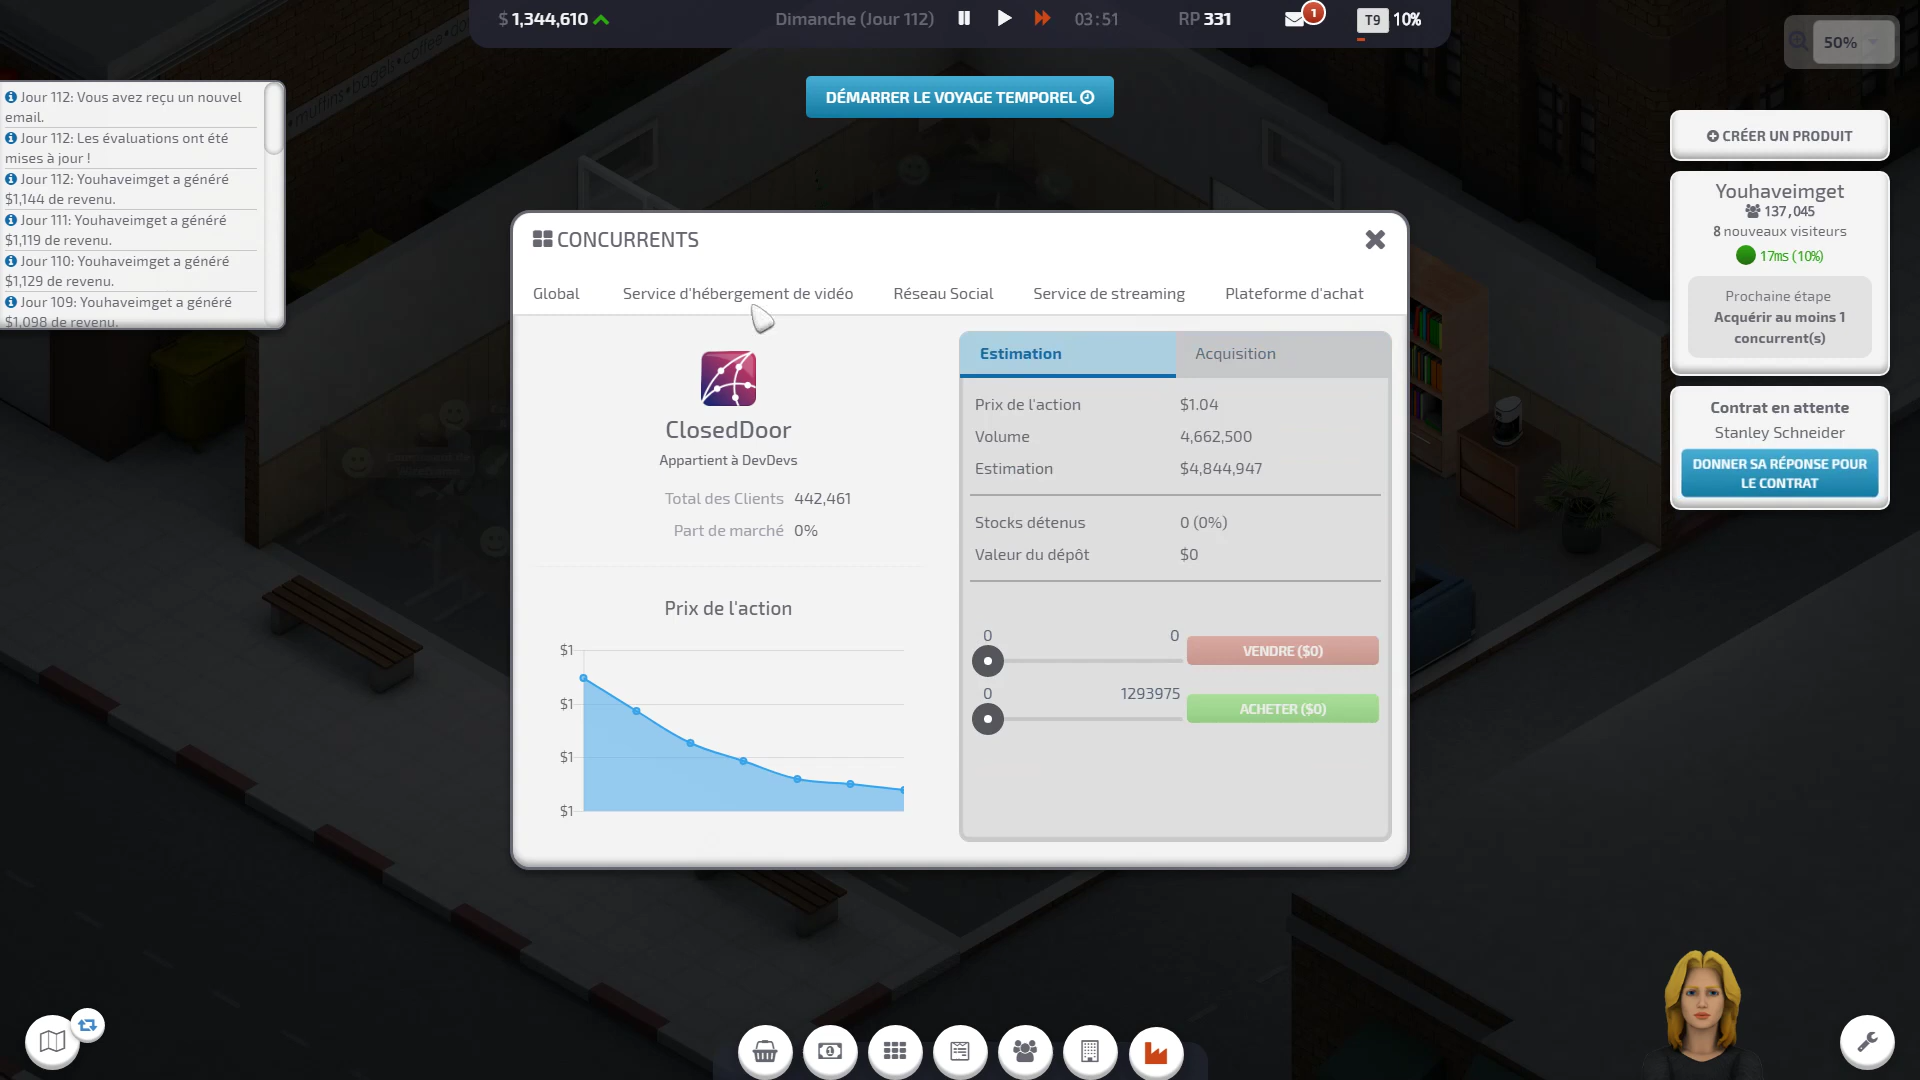 $ 1,344,610
Dimanche (Jour 112)
03:51
RP 331
1
T9 10%
50%
DÉMARRER LE VOYAGE TEMPOREL
muffins • bagels • coffee
Jour 112: Vous avez reçu un nouvel
email.
Jour 112: Les évaluations ont été
mises à jour !
Jour 112: Youhaveimget a généré
$1,144 de revenu.
Jour 111: Youhaveimget a généré
$1,119 de revenu.
Jour 110: Youhaveimget a généré
$1,129 de revenu.
Jour 109: Youhaveimget a généré
$1,098 de revenu.
CONCURRENTS
Global
Service d'hébergement de vidéo
Réseau Social
Service de streaming
Plateforme d'achat
ClosedDoor
Appartient à DevDevs
Total des Clients 442,461
Part de marché 0%
Prix de l'action
$1
$1
$1
$1
Estimation
Acquisition
Prix de l'action $1.04
Volume 4,662,500
Estimation $4,844,947
Stocks détenus 0 (0%)
Valeur du dépôt $0
0 0
VENDRE ($0)
0 1293975
ACHETER ($0)
CRÉER UN PRODUIT
Youhaveimget
137,045
8 nouveaux visiteurs
17ms (10%)
Prochaine étape
Acquérir au moins 1
concurrent(s)
Contrat en attente
Stanley Schneider
DONNER SA RÉPONSE POUR
LE CONTRAT